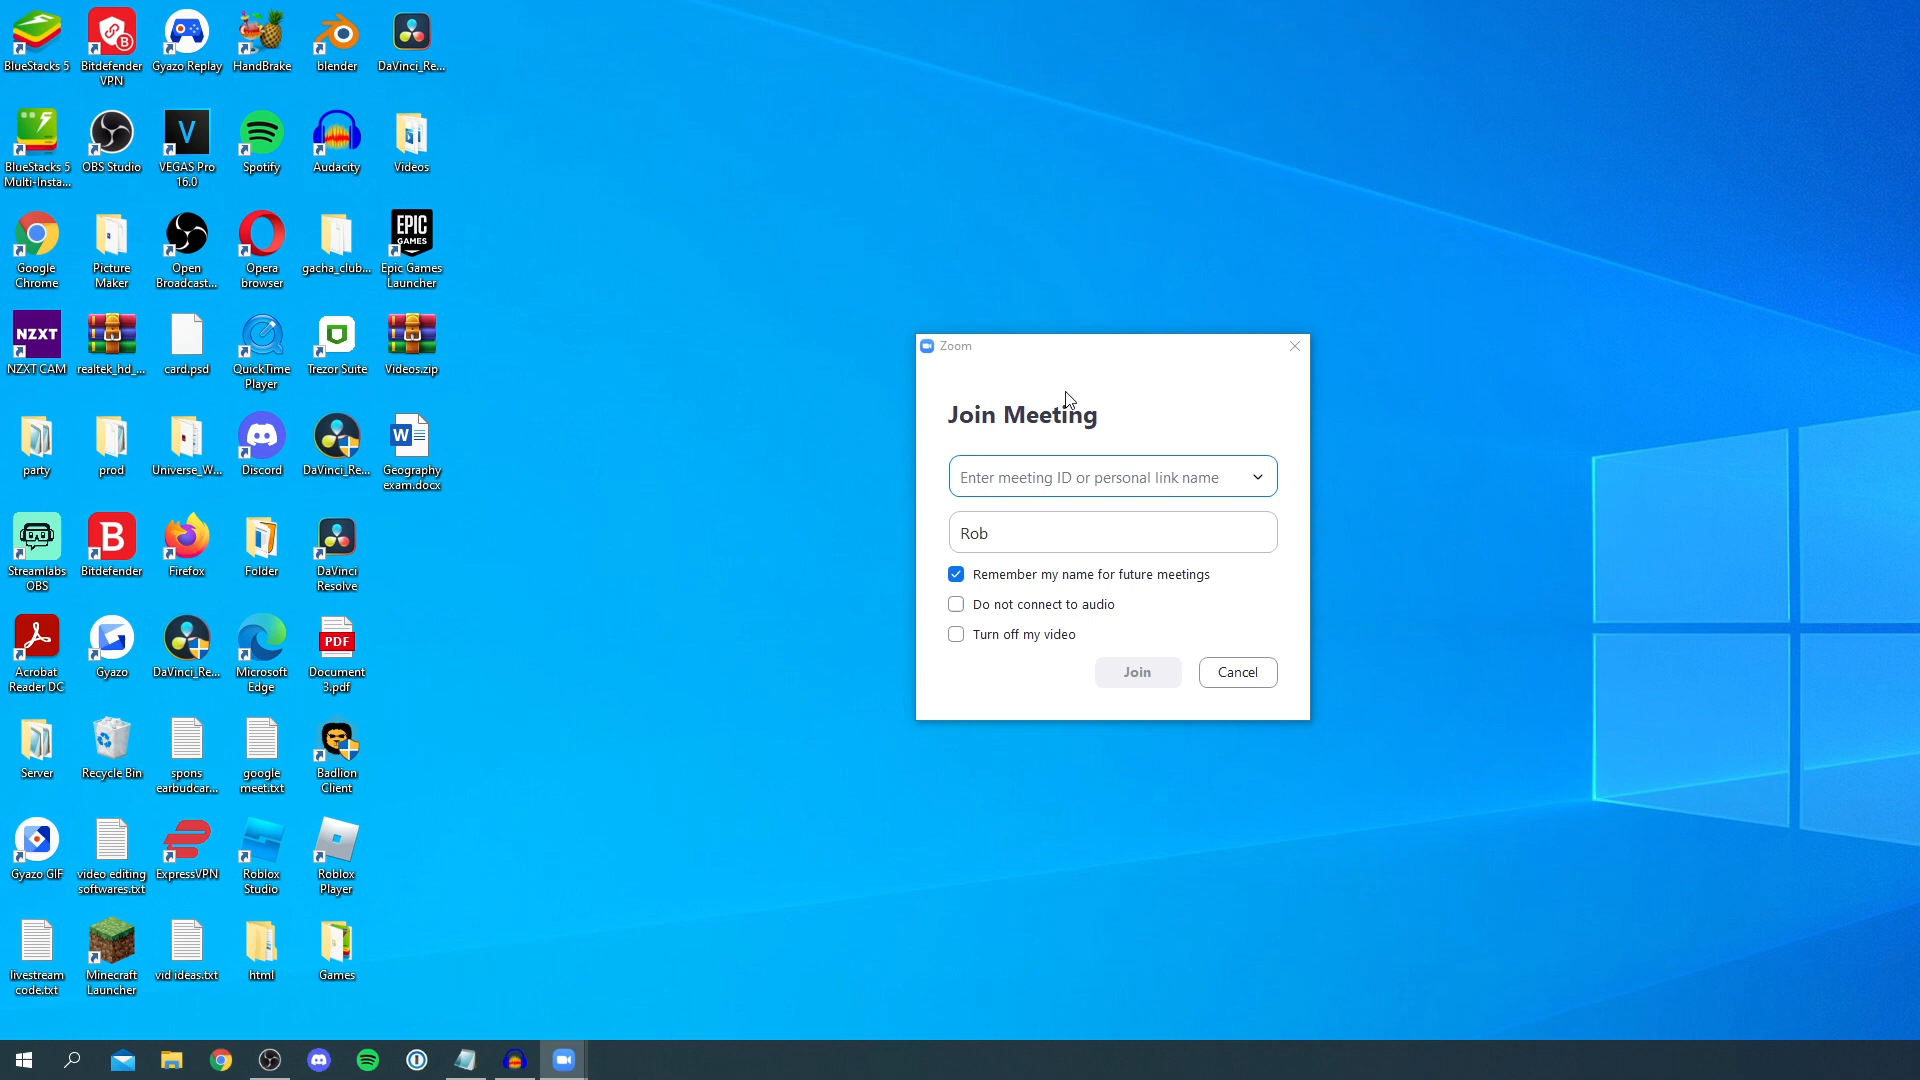 BlueStacks 5
Bitdefender
VPN
Gyazo Replay
HandBrake
blender
DaVinci_Re...
BlueStacks 5
Multi-Insta...
OBS Studio
V
VEGAS Pro
16.0
Spotify
Audacity
Videos
Google
Chrome
Picture
Maker
Open
Broadcast...
Opera
browser
gacha_club...
EPIC
GAMES
Epic Games
Launcher
NZXT
NZXT CAM
realtek_hd_...
card.psd
QuickTime
Player
Trezor Suite
Videos.zip
party
prod
Universe_W...
Discord
DaVinci_Re...
W
Geography
exam.docx
Streamlabs
OBS
B
Bitdefender
Firefox
Folder
DaVinci
Resolve
Acrobat
Reader DC
Gyazo
DaVinci_Re...
Microsoft
Edge
PDF
Document
3.pdf
Server
Recycle Bin
spons
earbudcar...
google
meet.txt
Badlion
Client
Gyazo GIF
video editing
softwares.txt
ExpressVPN
Roblox
Studio
Roblox
Player
livestream
code.txt
Minecraft
Launcher
vid ideas.txt
html
Games
Zoom
Join Meeting
Enter meeting ID or personal link name
Rob
Remember my name for future meetings
Do not connect to audio
Turn off my video
Join
Cancel